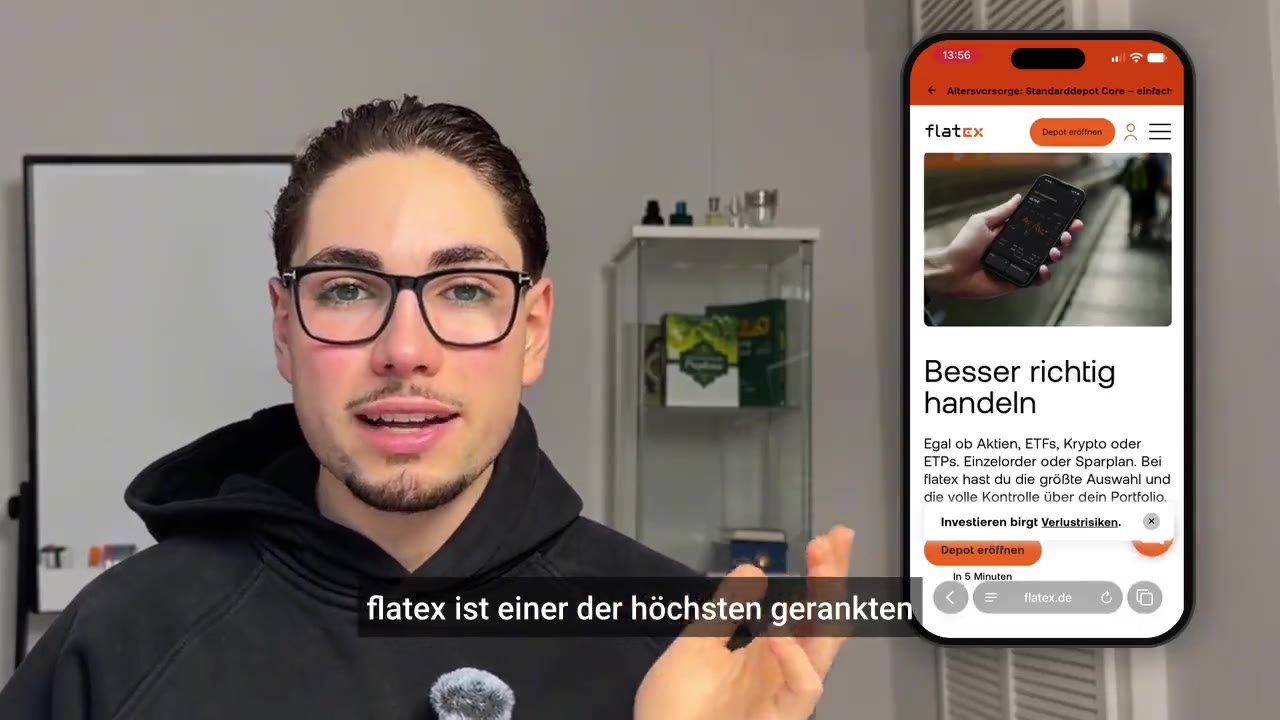 13:56
← Altersvorsorge: Standarddepot Core – einfach
flatex
Depot eröffnen
Besser richtig
handeln
Egal ob Aktien, ETFs, Krypto oder
ETPs. Einzelorder oder Sparplan. Bei
flatex hast du die größte Auswahl und
die volle Kontrolle über dein Portfolio.
Investieren birgt Verlustrisiken.
Depot eröffnen
In 5 Minuten
flatex.de
flatex ist einer der höchsten gerankten